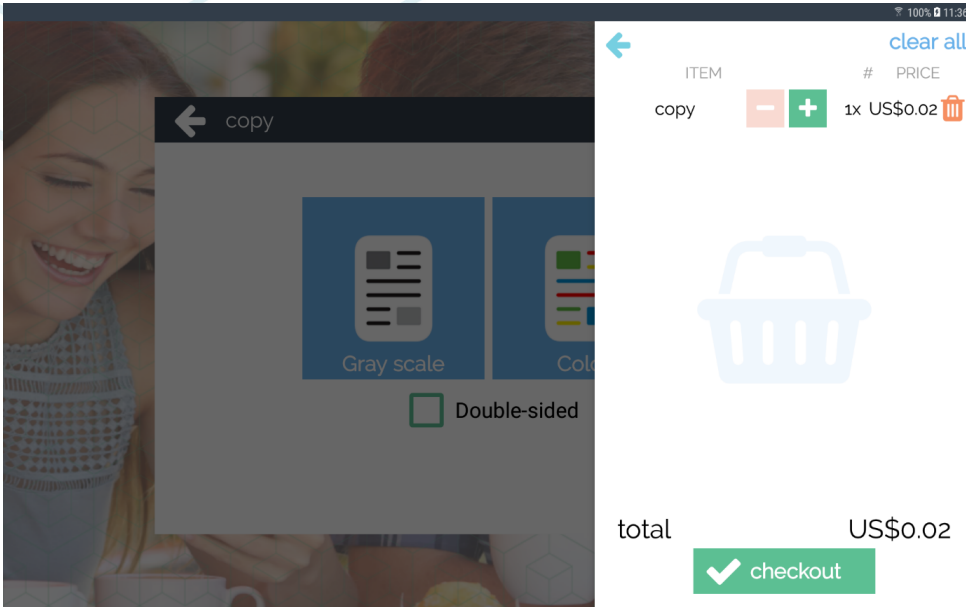 100% 11:36
clear all
ITEM # PRICE
copy 1x US$0.02
copy
Gray scale
Double-sided
total US$0.02
checkout